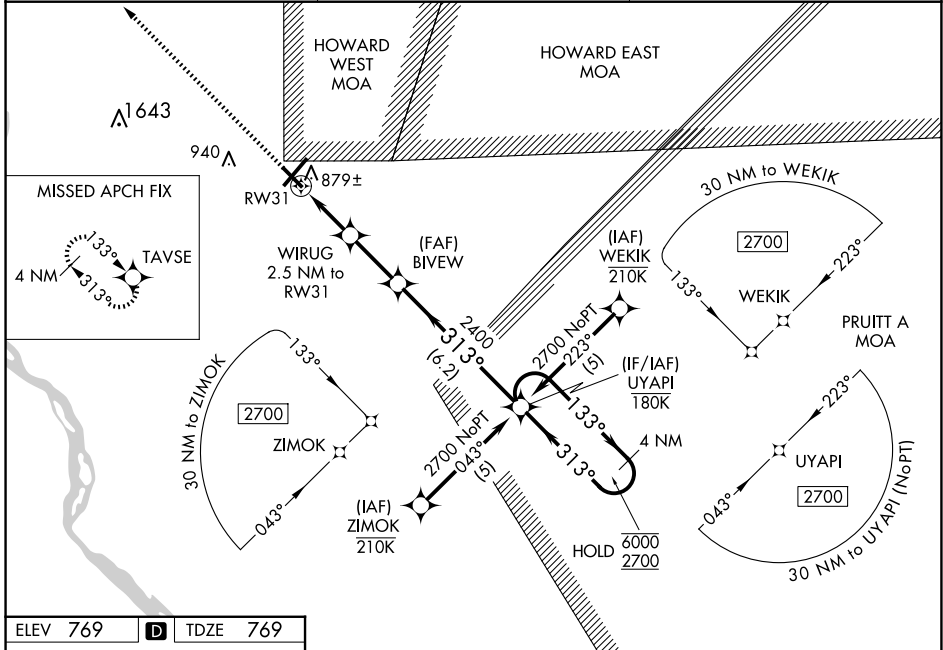 HOWARD
WEST
MOA
HOWARD EAST
MOA
1643
940
879±
RW31
MISSED APCH FIX
133°
TAVSE
4 NM
313°
WIRUG
2.5 NM to
RW31
(FAF)
BIVEW
(IAF)
WEKIK
210K
30 NM to WEKIK
2700
133°
223°
WEKIK
PRUITT A
MOA
2400
313°
(6.2)
2700 NoPT
223°
(5)
(IF/IAF)
UYAPI
180K
30 NM to ZIMOK
133°
2700
ZIMOK
043°
2700 NoPT
043°
(5)
133°
313°
4 NM
(IAF)
ZIMOK
210K
HOLD
6000
2700
223°
UYAPI
2700
043°
30 NM to UYAPI (NoPT)
ELEV 769
D
TDZE 769